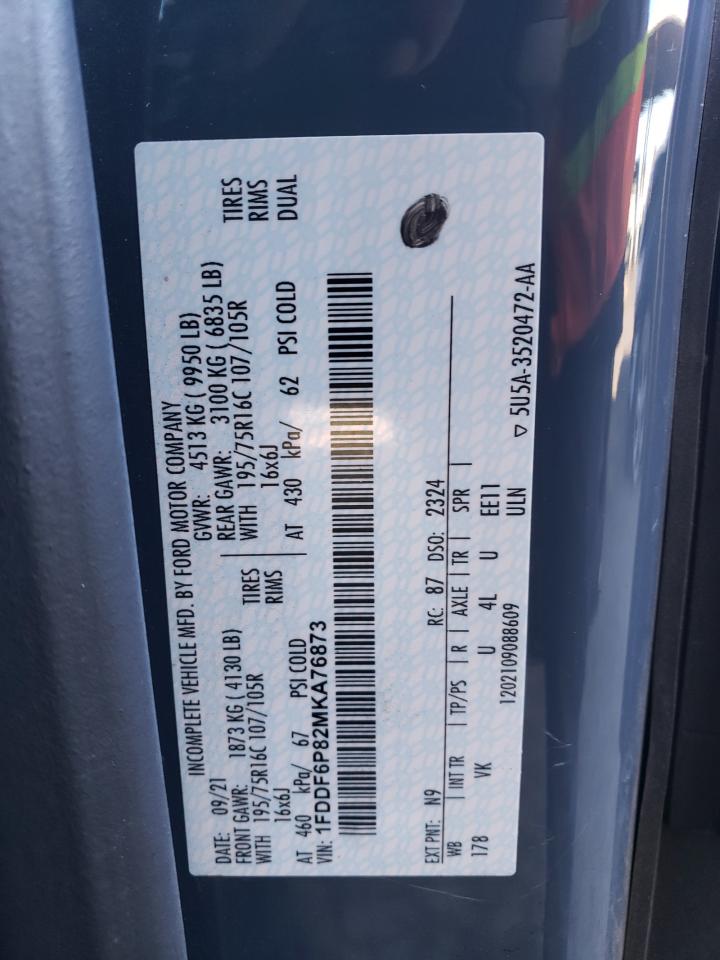 INCOMPLETE VEHICLE MFD. BY FORD MOTOR COMPANY
DATE: 09/21 GVWR: 4513 KG ( 9950 LB)
FRONT GAWR: 1873 KG ( 4130 LB) REAR GAWR: 3100 KG ( 6835 LB)
WITH 195/75R16C 107/105R TIRES WITH 195/75R16C 107/105R TIRES
16x6J RIMS 16x6J RIMS
AT 460 kPa/ 67 PSI COLD AT 430 kPa/ 62 PSI COLD DUAL
VIN: 1FDDF6P82MKA76873
EXT PNT: N9 RC: 87 DSO: 2324
WB | INT TR | TP/PS | R | AXLE | TR | SPR |
178 VK U 4L U EE11
1202109088609 ULN
▽ 5U5A-3520472-AA